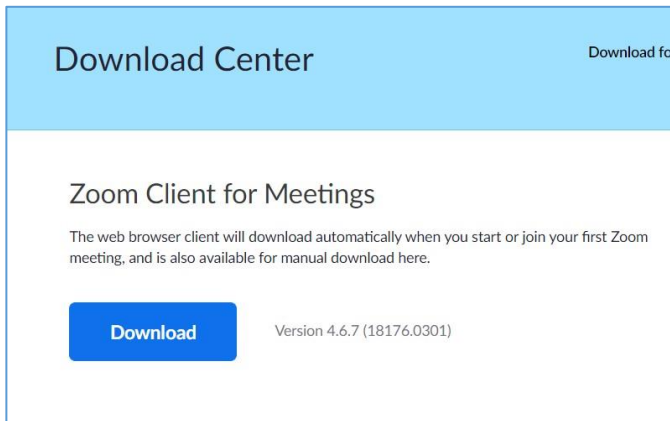 Download Center
Download fo
Zoom Client for Meetings
The web browser client will download automatically when you start or join your first Zoom
meeting, and is also available for manual download here.
Download
Version 4.6.7 (18176.0301)